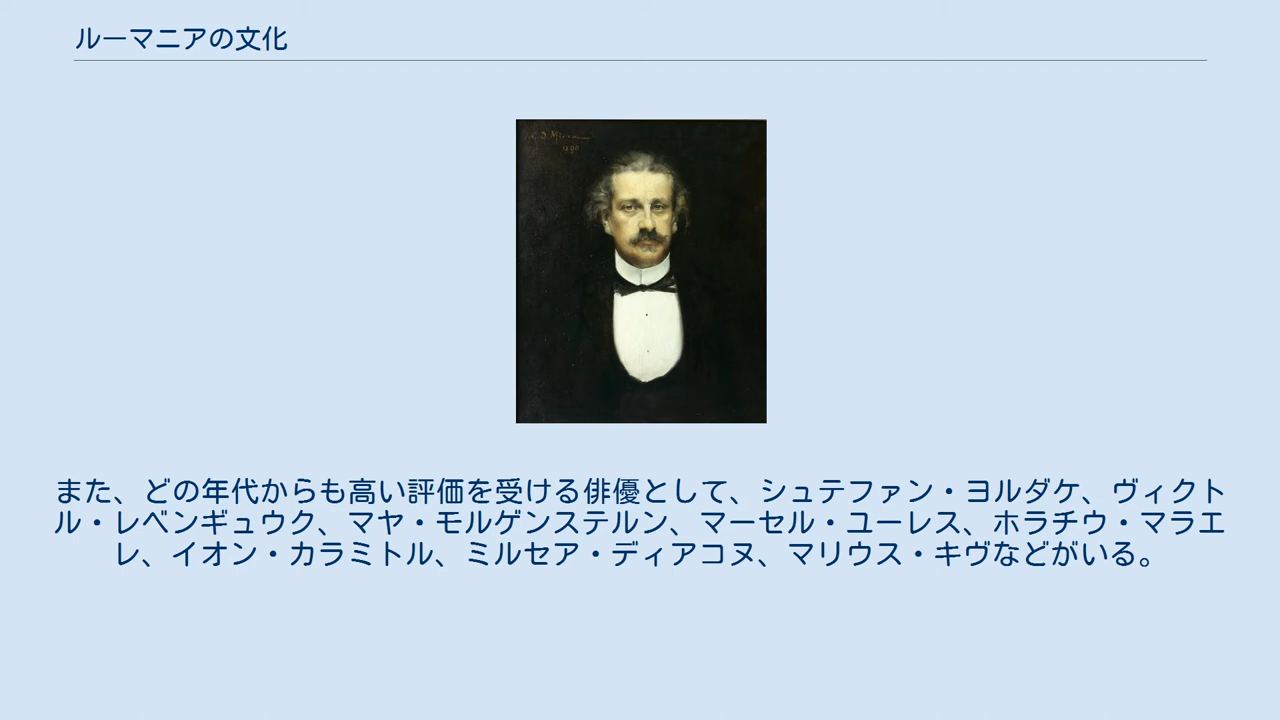 ルーマニアの文化
また、どの年代からも高い評価を受ける俳優として、シュテファン・ヨルダケ、ヴィクト
ル・レベンギュウク、マヤ・モルゲンステルン、マーセル・ユーレス、ホラチウ・マラエ
レ、イオン・カラミトル、ミルセア・ディアコヌ、マリウス・キヴなどがいる。